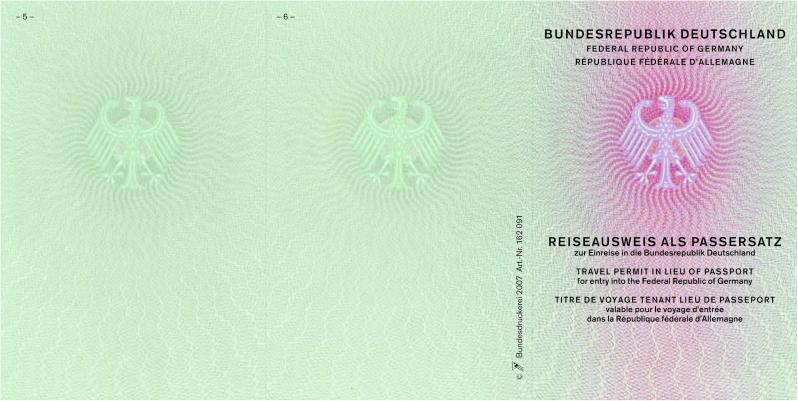 – 5 –
– 6 –
© Bundesdruckerei 2007 Art.-Nr. 162 091
BUNDESREPUBLIK DEUTSCHLAND
FEDERAL REPUBLIC OF GERMANY
RÉPUBLIQUE FÉDÉRALE D'ALLEMAGNE
REISEAUSWEIS ALS PASSERSATZ
zur Einreise in die Bundesrepublik Deutschland
TRAVEL PERMIT IN LIEU OF PASSPORT
for entry into the Federal Republic of Germany
TITRE DE VOYAGE TENANT LIEU DE PASSEPORT
valable pour le voyage d'entrée
dans la République fédérale d'Allemagne